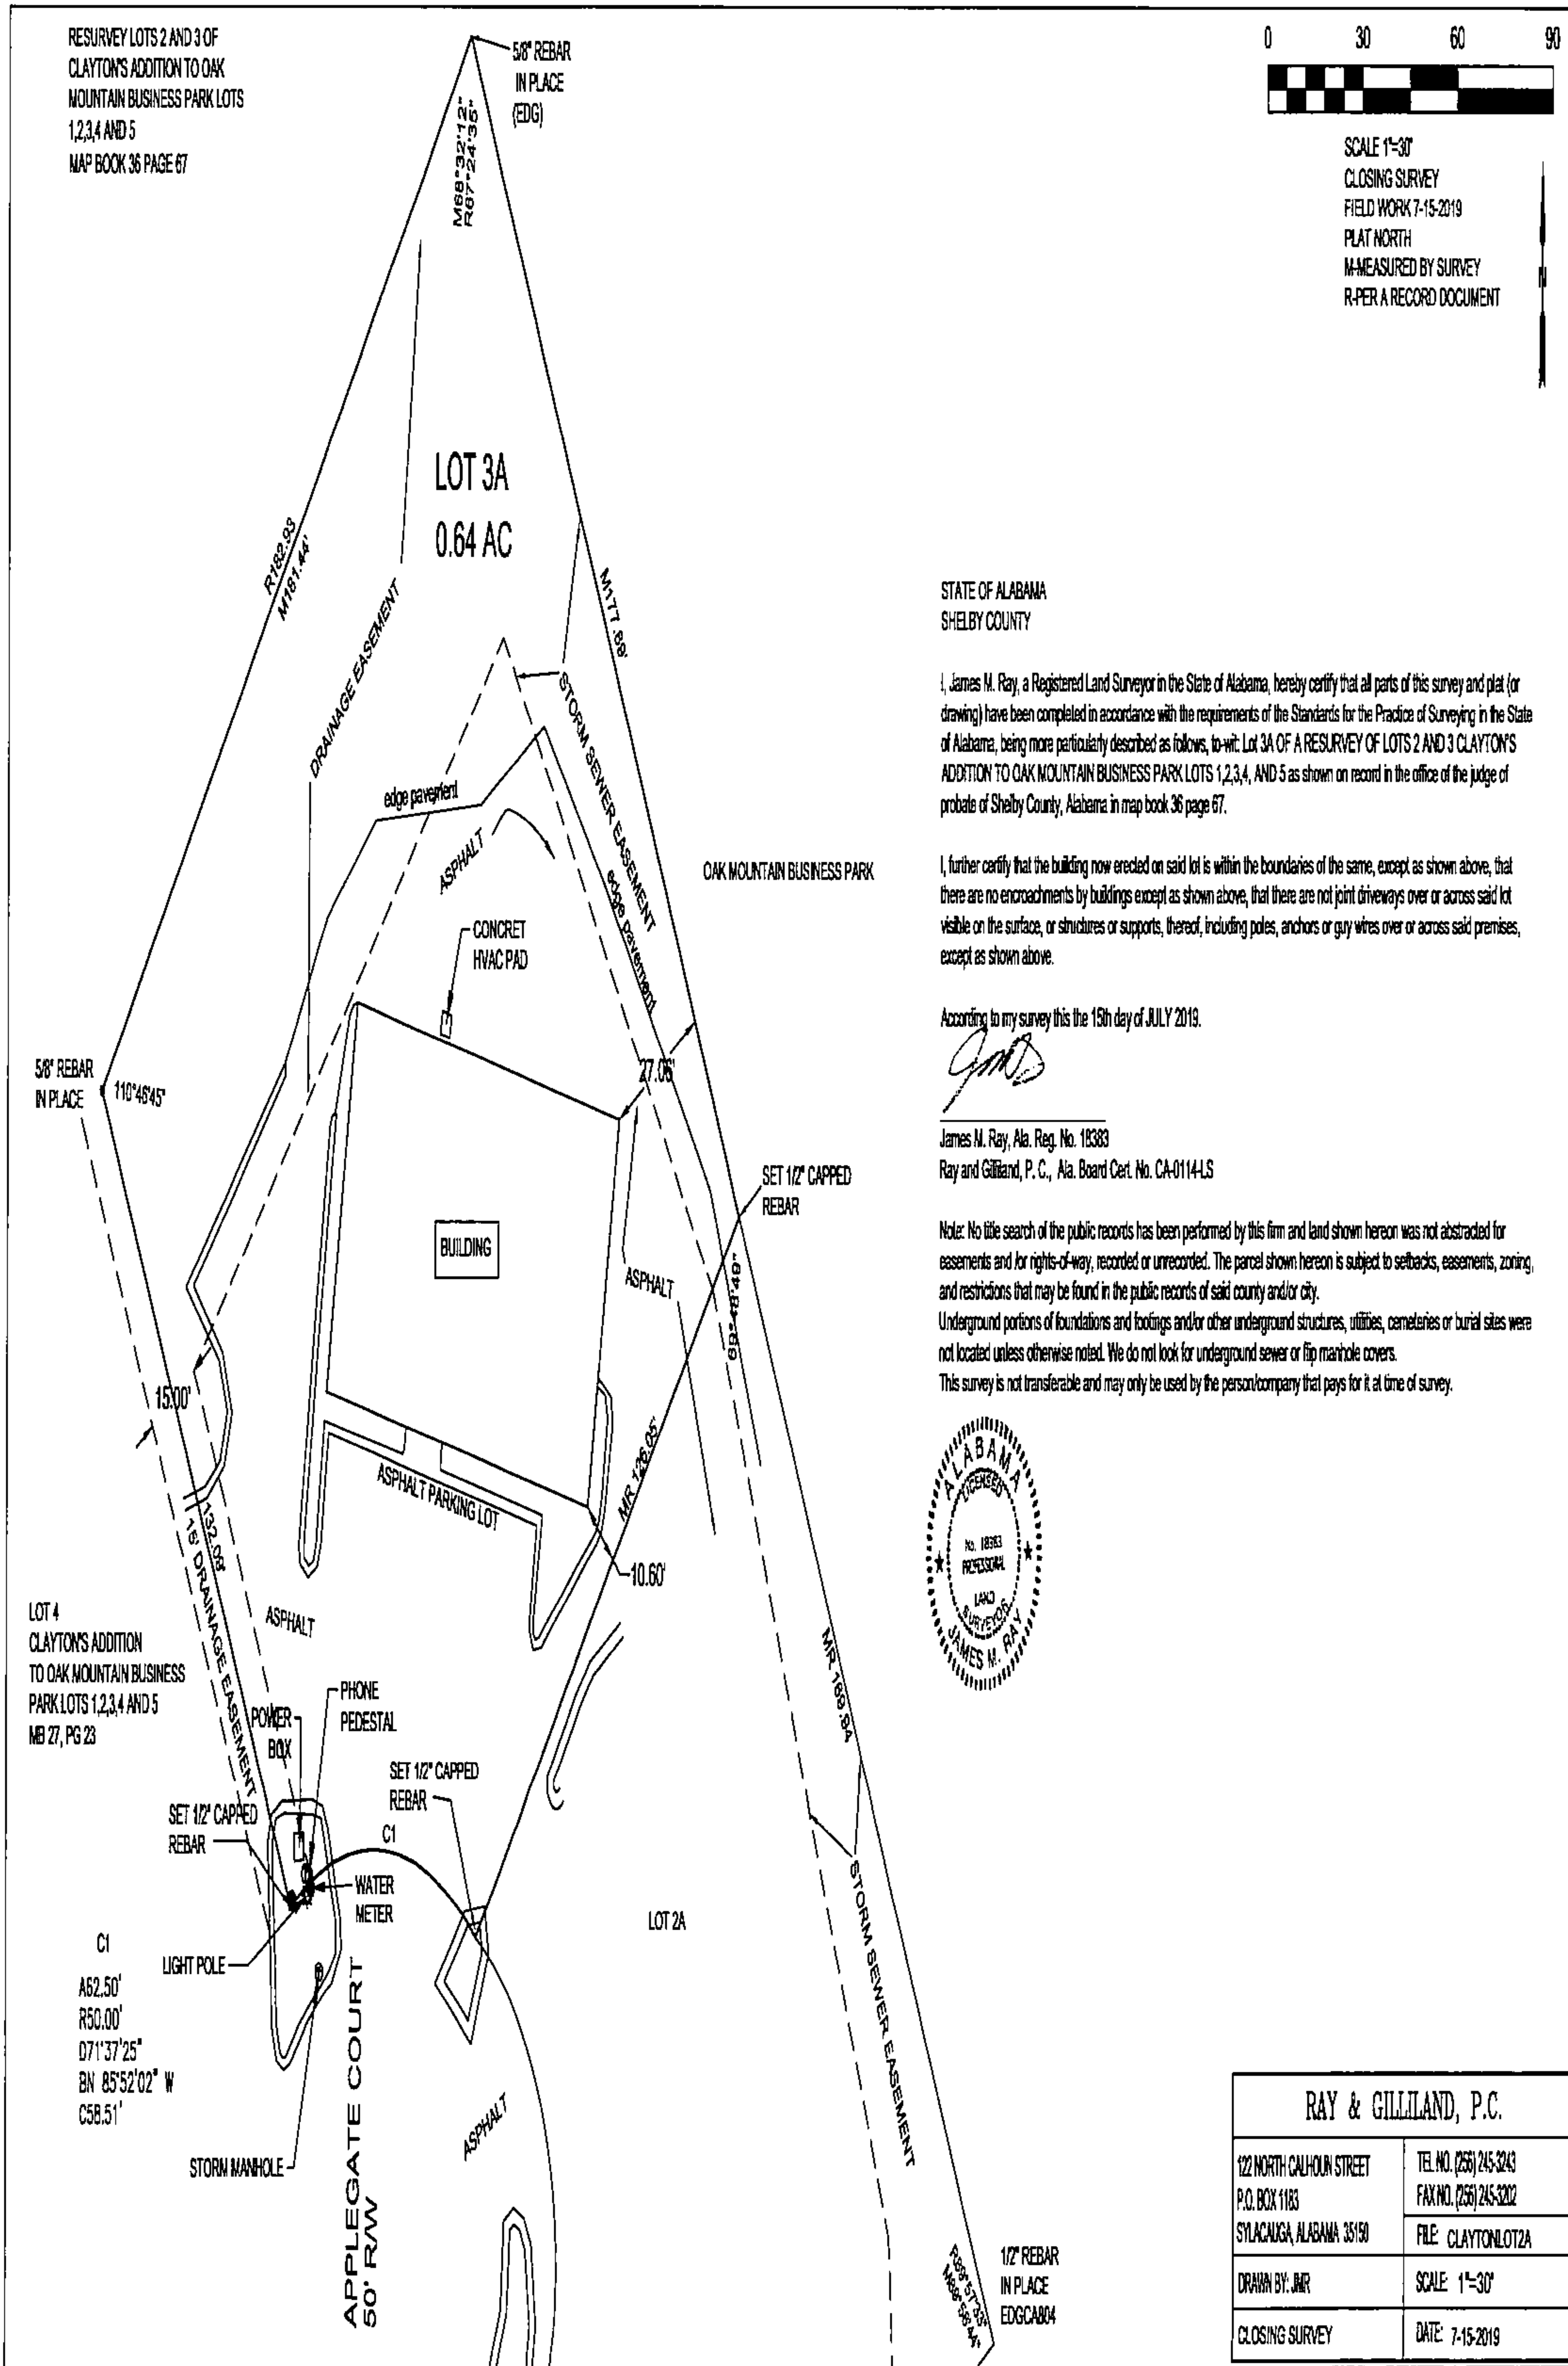 RESURVEY LOTS 2 AND 3 OF
CLAYTON'S ADDITION TO OAK
MOUNTAIN BUSINESS PARK LOTS
1,2,3,4 AND 5
MAP BOOK 36 PAGE 67
5/8" REBAR
IN PLACE
(EDG)
0 30 60 90
SCALE 1"=30'
CLOSING SURVEY
FIELD WORK 7-15-2019
PLAT NORTH
M-MEASURED BY SURVEY
R-PER A RECORD DOCUMENT
N
M68°32'12"
R67°24'35"
LOT 3A
0.64 AC
R182.93
M181.44'
M177.89'
DRAINAGE EASEMENT
STORM SEWER EASEMENT
edge pavement
ASPHALT
edge pavement
OAK MOUNTAIN BUSINESS PARK
CONCRET
HVAC PAD
27.06'
5/8" REBAR
IN PLACE
110°46'45"
SET 1/2" CAPPED
REBAR
BUILDING
ASPHALT
69°48'49"
15.00'
ASPHALT PARKING LOT
MR 126.05'
10.60'
132.08'
15' DRAINAGE EASEMENT
ASPHALT
LOT 4
CLAYTON'S ADDITION
TO OAK MOUNTAIN BUSINESS
PARK LOTS 1,2,3,4 AND 5
MB 27, PG 23
POWER
BOX
PHONE
PEDESTAL
SET 1/2" CAPPED
REBAR
SET 1/2" CAPPED
REBAR
C1
WATER
METER
MR 189.94
LOT 2A
STORM SEWER EASEMENT
LIGHT POLE
C1
A62.50'
R50.00'
D71°37'25"
BN 85°52'02" W
C58.51'
STORM MANHOLE
APPLEGATE COURT
50' R/W
ASPHALT
1/2" REBAR
IN PLACE
EDGCA804
STATE OF ALABAMA
SHELBY COUNTY
I, James M. Ray, a Registered Land Surveyor in the State of Alabama, hereby certify that all parts of this survey and plat (or
drawing) have been completed in accordance with the requirements of the Standards for the Practice of Surveying in the State
of Alabama, being more particularly described as follows, to-wit: Lot 3A OF A RESURVEY OF LOTS 2 AND 3 CLAYTON'S
ADDITION TO OAK MOUNTAIN BUSINESS PARK LOTS 1,2,3,4, AND 5 as shown on record in the office of the judge of
probate of Shelby County, Alabama in map book 36 page 67.
I, further certify that the building now erected on said lot is within the boundaries of the same, except as shown above, that
there are no encroachments by buildings except as shown above, that there are not joint driveways over or across said lot
visible on the surface, or structures or supports, thereof, including poles, anchors or guy wires over or across said premises,
except as shown above.
According to my survey this the 15th day of JULY 2019.
James M. Ray, Ala. Reg. No. 18383
Ray and Gilliland, P. C., Ala. Board Cert. No. CA-0114-LS
Note: No title search of the public records has been performed by this firm and land shown hereon was not abstracted for
easements and /or rights-of-way, recorded or unrecorded. The parcel shown hereon is subject to setbacks, easements, zoning,
and restrictions that may be found in the public records of said county and/or city.
Underground portions of foundations and footings and/or other underground structures, utilities, cemeteries or burial sites were
not located unless otherwise noted. We do not look for underground sewer or flip manhole covers.
This survey is not transferable and may only be used by the person/company that pays for it at time of survey.
ALABAMA
LICENSED
No. 18383
PROFESSIONAL
LAND
SURVEYOR
JAMES M. RAY
RAY & GILLILAND, P.C.
122 NORTH CALHOUN STREET
P.O. BOX 1183
SYLACAUGA, ALABAMA 35150
TEL NO. (256) 245-3243
FAX NO. (256) 245-3202
FILE: CLAYTONLOT2A
DRAWN BY: JMR
SCALE: 1"=30'
CLOSING SURVEY
DATE: 7-15-2019